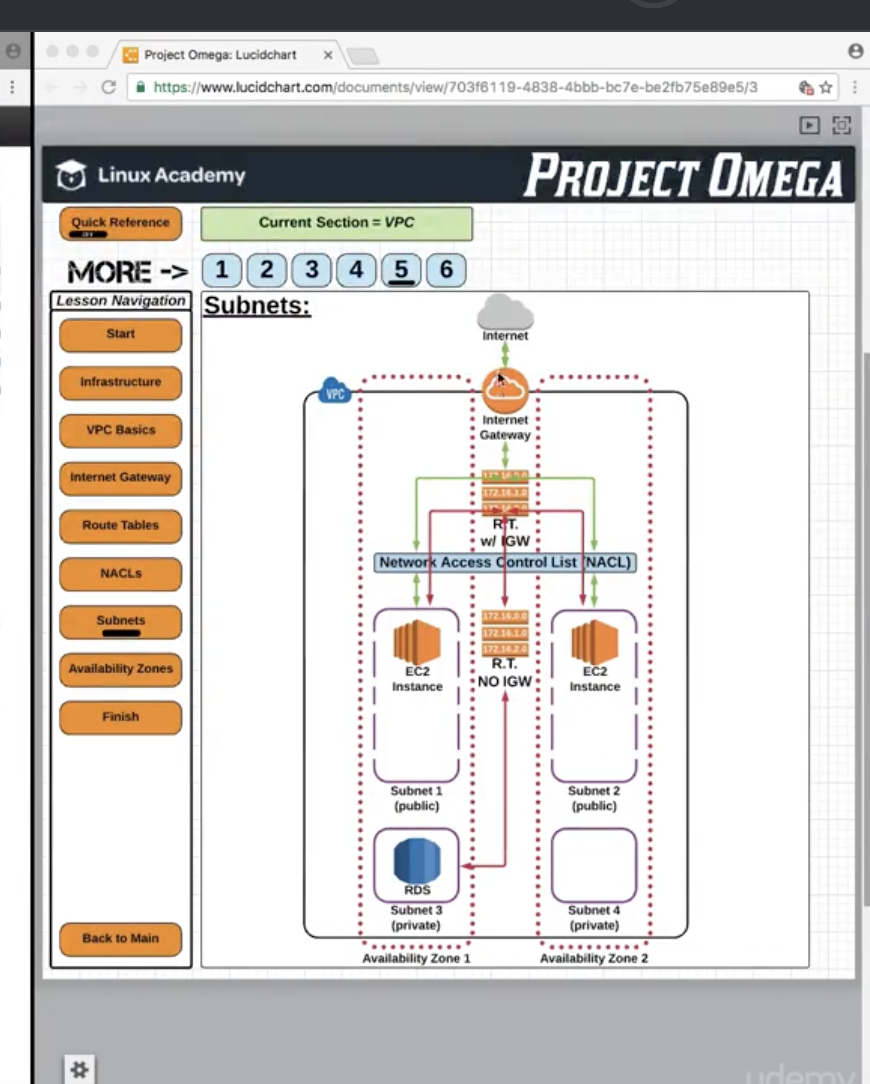 Project Omega: Lucidchart
https://www.lucidchart.com/documents/view/703f6119-4838-4bbb-bc7e-be2fb75e89e5/3
Linux Academy
PROJECT OMEGA
Quick Reference
Current Section = VPC
MORE ->
1 2 3 4 5 6
Lesson Navigation
Start
Infrastructure
VPC Basics
Internet Gateway
Route Tables
NACLs
Subnets
Availability Zones
Finish
Back to Main
Subnets:
Internet
VPC
Internet
Gateway
172.16.0.0
172.16.1.0
R.T.
w/ IGW
Network Access Control List (NACL)
172.16.0.0
172.16.1.0
172.16.2.0
R.T.
NO IGW
EC2
Instance
EC2
Instance
Subnet 1
(public)
Subnet 2
(public)
RDS
Subnet 3
(private)
Subnet 4
(private)
Availability Zone 1
Availability Zone 2
udemy